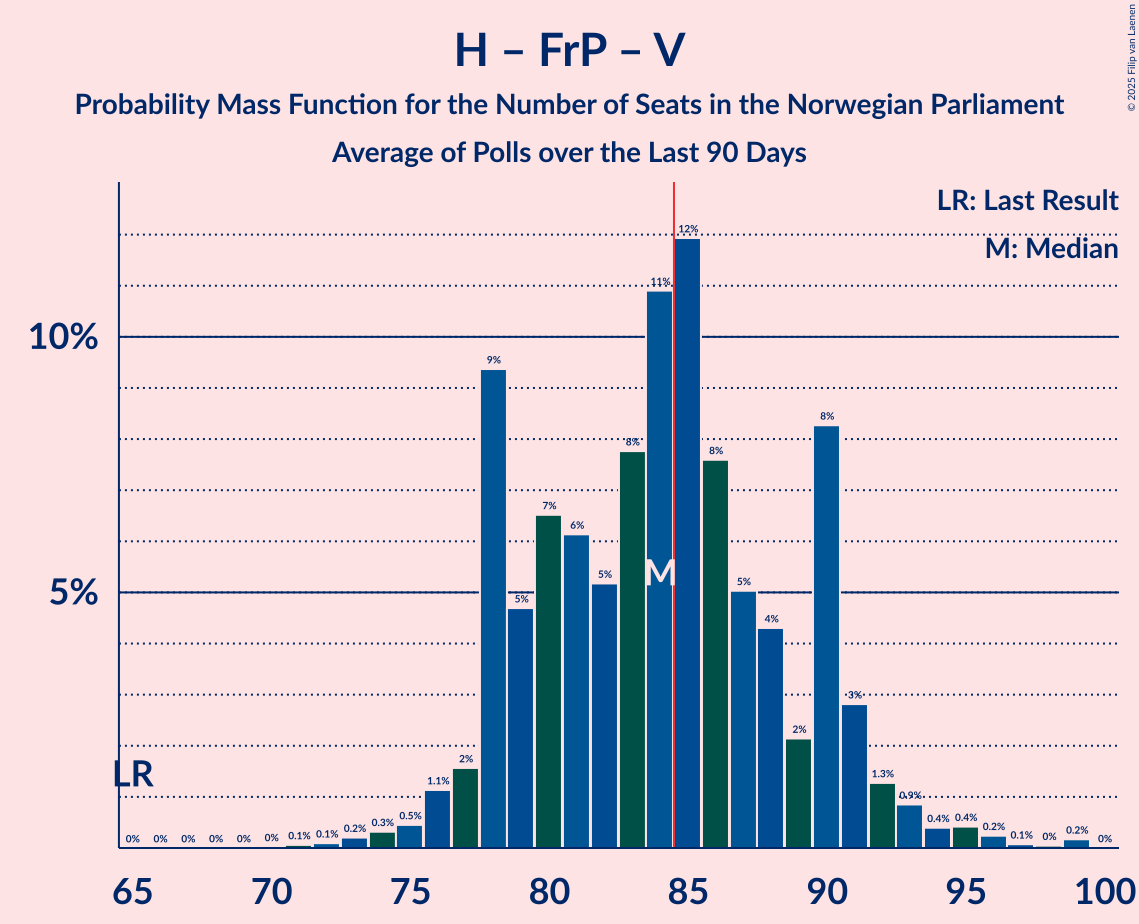 H – FrP – V
Probability Mass Function for the Number of Seats in the Norwegian Parliament
Average of Polls over the Last 90 Days
© 2025 Filip van Laenen
LR: Last Result
M: Median
10%
5%
LR
M
0% 0% 0% 0% 0% 0% 0.1% 0.1% 0.2% 0.3% 0.5% 1.1% 2% 9% 5% 7% 6% 5% 8% 11% 12% 8% 5% 4% 2% 8% 3% 1.3% 0.9% 0.4% 0.4% 0.2% 0.1% 0% 0.2% 0%
65 70 75 80 85 90 95 100